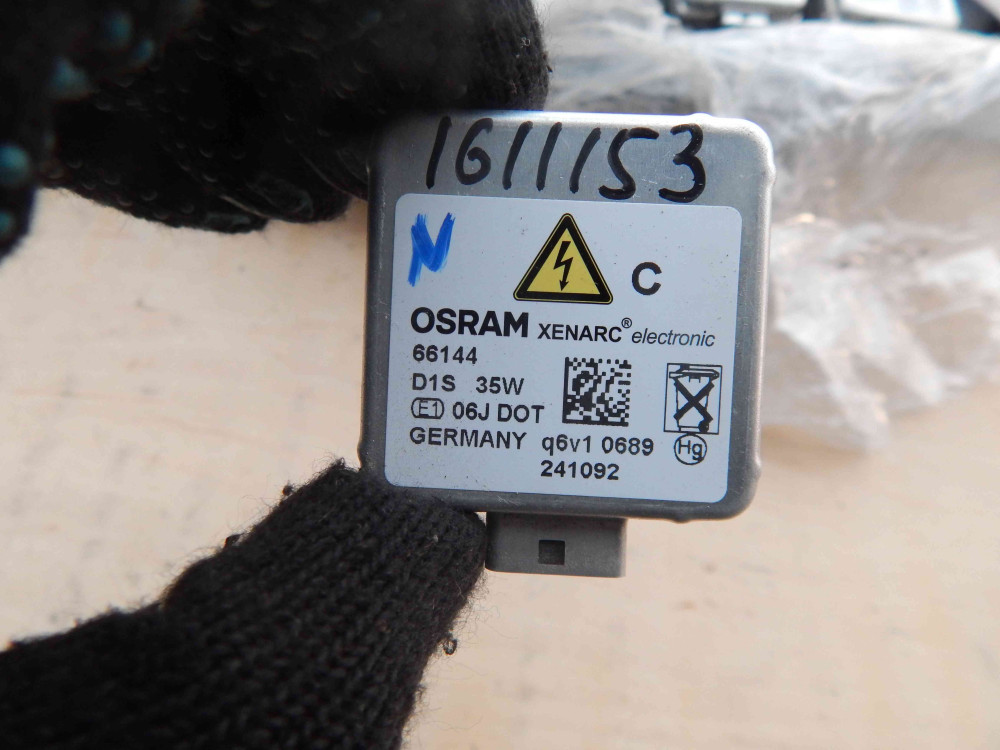 1611153
N
C
OSRAM XENARC® electronic
66144
D1S 35W
E1 06J DOT
GERMANY q6v1 0689
241092
Hg